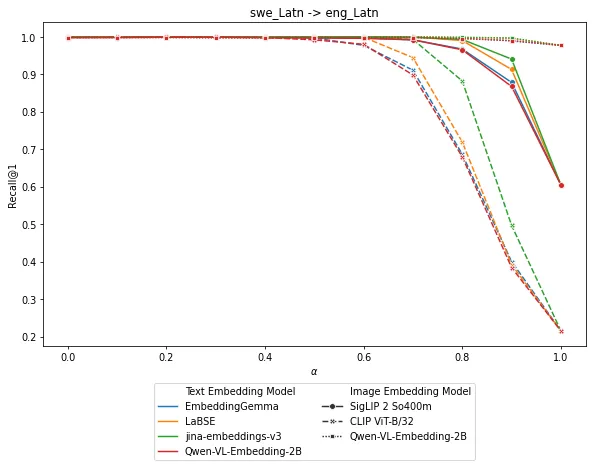 swe_Latn -> eng_Latn
Recall@1
1.0
0.9
0.8
0.7
0.6
0.5
0.4
0.3
0.2
0.0 0.2 0.4 0.6 0.8 1.0
α
Text Embedding Model
EmbeddingGemma
LaBSE
jina-embeddings-v3
Qwen-VL-Embedding-2B
Image Embedding Model
SigLIP 2 So400m
CLIP ViT-B/32
Qwen-VL-Embedding-2B